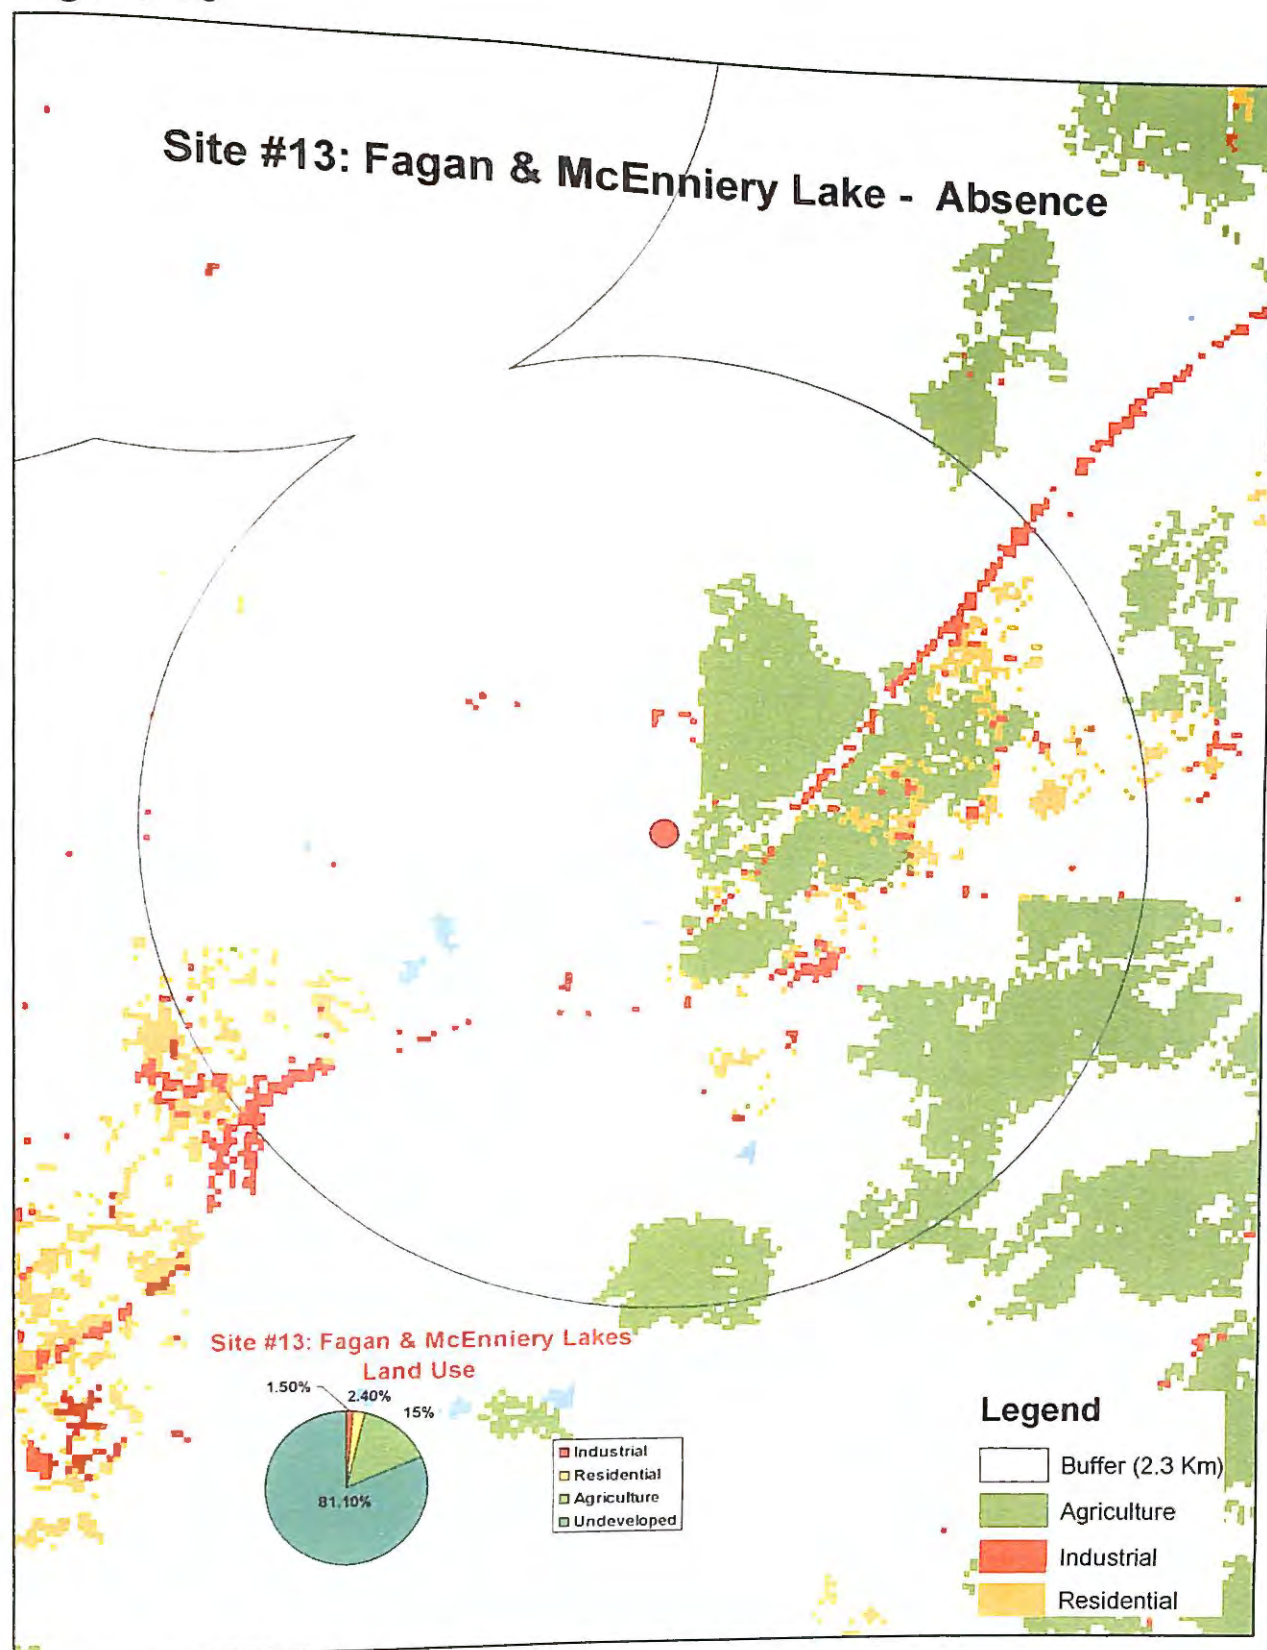 Site #13: Fagan & McEnniery Lake - Absence
Site #13: Fagan & McEnniery Lakes
Land Use
1.50%
2.40%
15%
81.10%
Industrial
Residential
Agriculture
Undeveloped
Legend
Buffer (2.3 Km)
Agriculture
Industrial
Residential